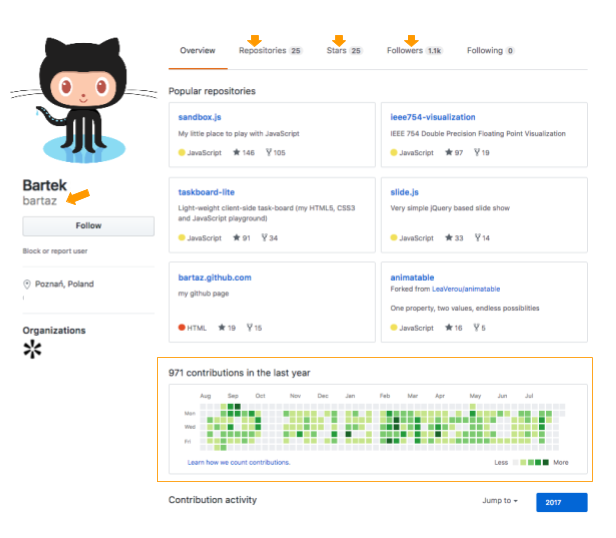 Overview Repositories 25 Stars 25 Followers 1.1k Following 0
Bartek
bartaz
Follow
Block or report user
Poznań, Poland
Organizations
Popular repositories
sandbox.js
My little place to play with JavaScript
JavaScript 146 105
ieee754-visualization
IEEE 754 Double Precision Floating Point Visualization
JavaScript 97 19
taskboard-lite
Light-weight client-side task-board (my HTML5, CSS3
and JavaScript playground)
JavaScript 91 34
slide.js
Very simple jQuery based slide show
JavaScript 33 14
bartaz.github.com
my github page
HTML 19 15
animatable
Forked from LeaVerou/animatable
One property, two values, endless possiblities
JavaScript 16 5
971 contributions in the last year
Aug Sep Oct Nov Dec Jan Feb Mar Apr May Jun Jul
Mon
Wed
Fri
Learn how we count contributions.
Less More
Contribution activity
Jump to
2017